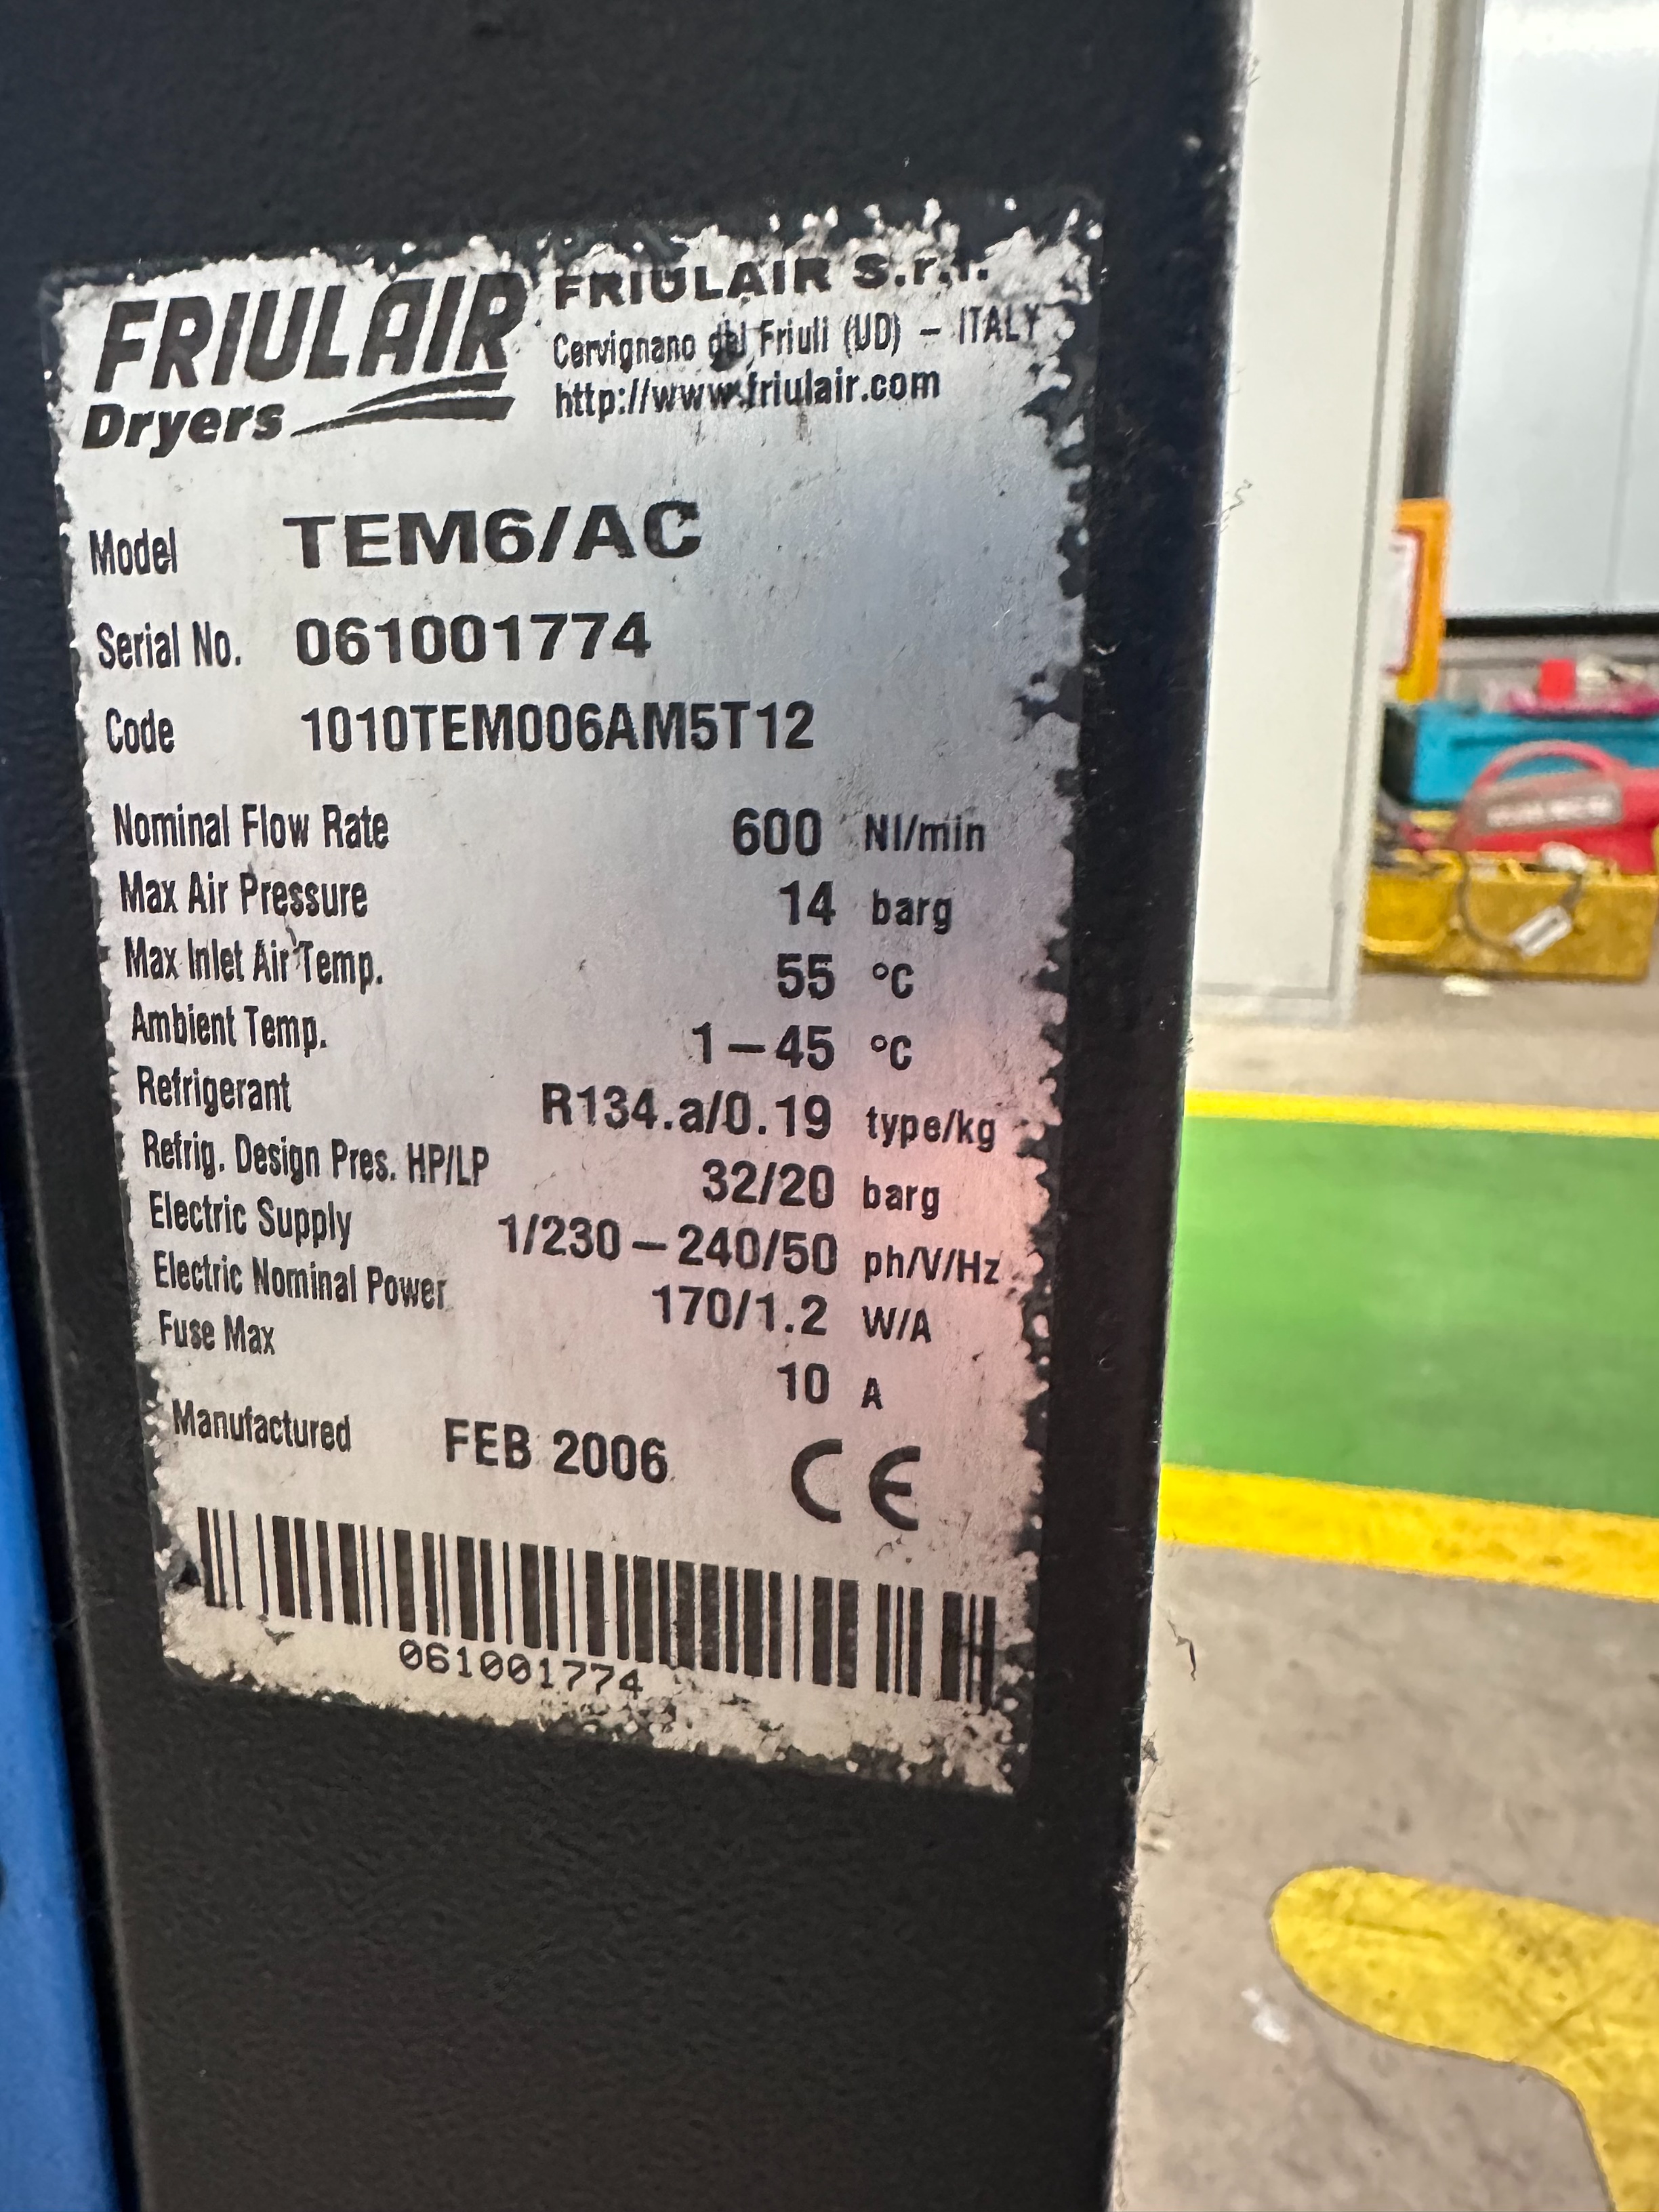 FRIULAIR
Dryers
FRIULAIR S.r.l.
Cervignano del Friuli (UD) – ITALY
http://www.friulair.com
Model TEM6/AC
Serial No. 061001774
Code 1010TEM006AM5T12
Nominal Flow Rate 600 Nl/min
Max Air Pressure 14 barg
Max Inlet Air Temp. 55 °C
Ambient Temp. 1–45 °C
Refrigerant R134.a/0.19 type/kg
Refrig. Design Pres. HP/LP 32/20 barg
Electric Supply 1/230–240/50 ph/V/Hz
Electric Nominal Power 170/1.2 W/A
Fuse Max 10 A
Manufactured FEB 2006 CE
061001774